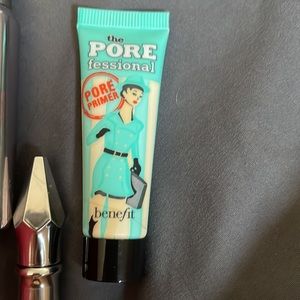 the
PORE
fessional
PORE
PRIMER
benefit